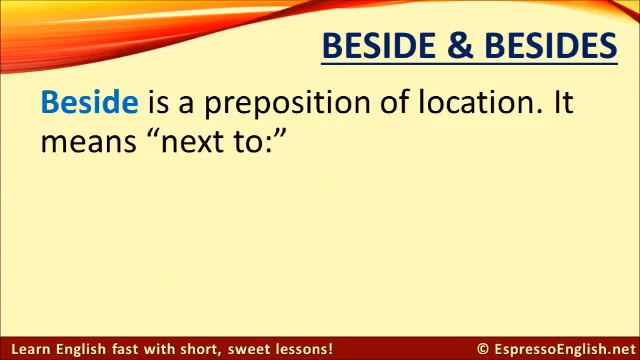 BESIDE & BESIDES
Beside is a preposition of location. It
means “next to:”
Learn English fast with short, sweet lessons!
© EspressoEnglish.net